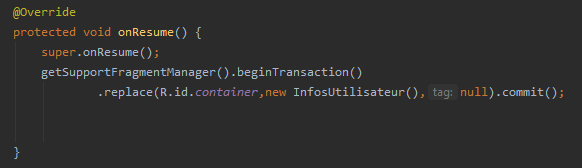 @Override
protected void onResume() {
super.onResume();
getSupportFragmentManager().beginTransaction()
.replace(R.id.container,new InfosUtilisateur(), tag: null).commit();
}